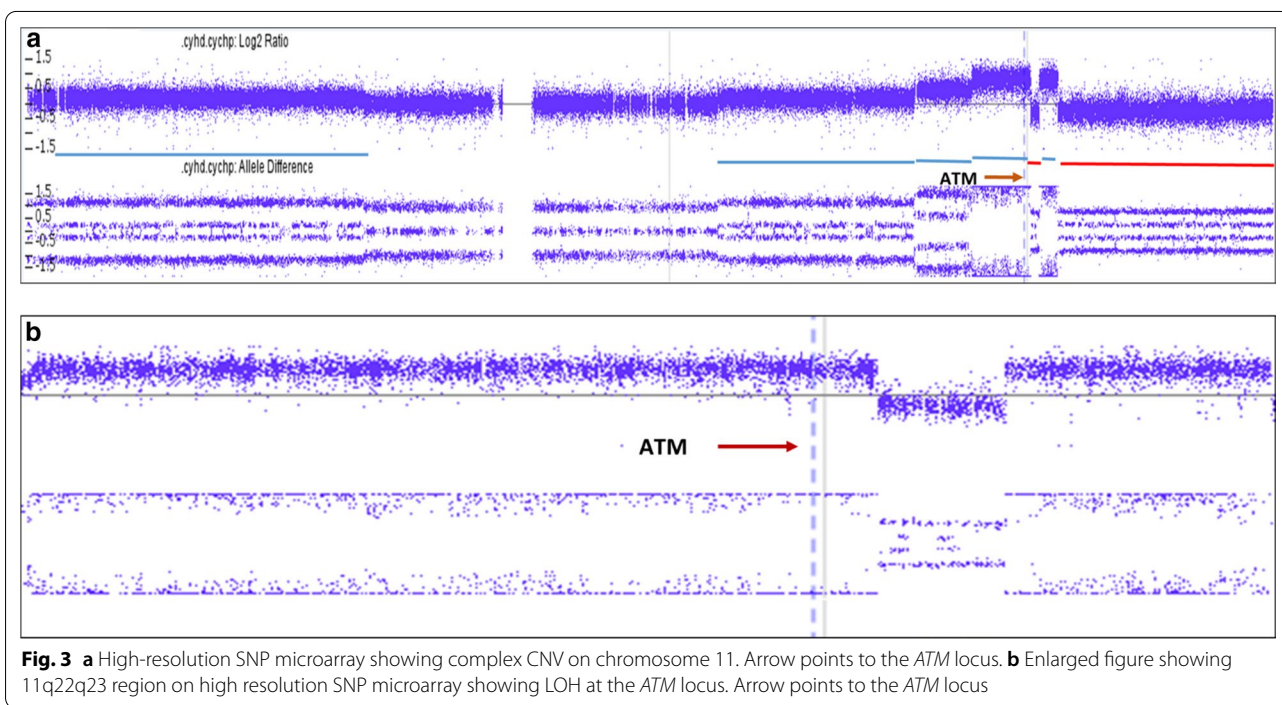 a
.cyhd.cychp: Log2 Ratio
1.5
0.5
-0.5
-1.5
.cyhd.cychp: Allele Difference
ATM
1.5
0.5
-0.5
-1.5
b
ATM
Fig. 3 a High-resolution SNP microarray showing complex CNV on chromosome 11. Arrow points to the ATM locus. b Enlarged figure showing
11q22q23 region on high resolution SNP microarray showing LOH at the ATM locus. Arrow points to the ATM locus